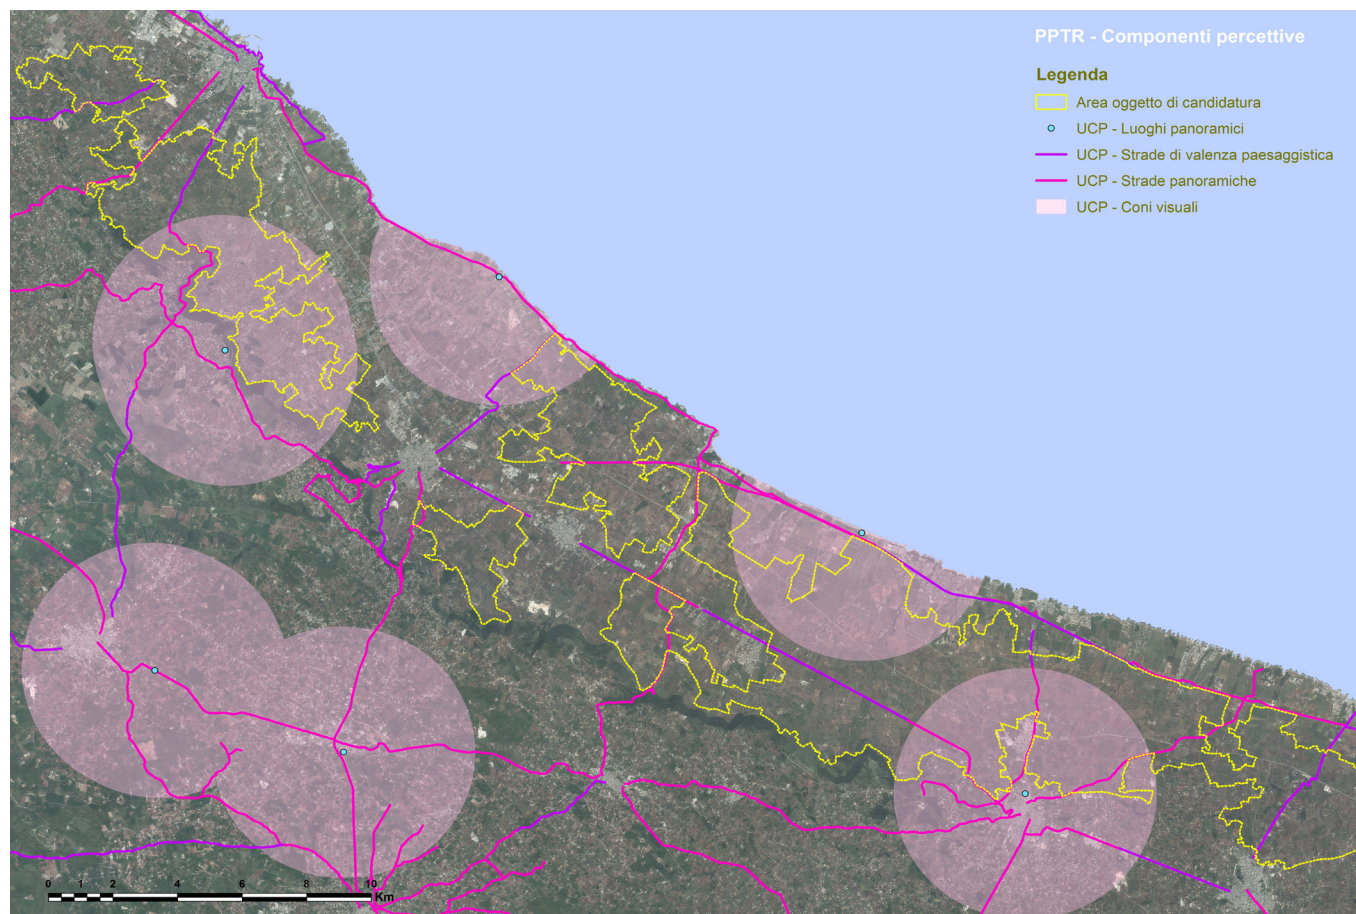 PPTR - Componenti percettive
Legenda
Area oggetto di candidatura
UCP - Luoghi panoramici
UCP - Strade di valenza paesaggistica
UCP - Strade panoramiche
UCP - Coni visuali
0 1 2 4 6 8 10
Km